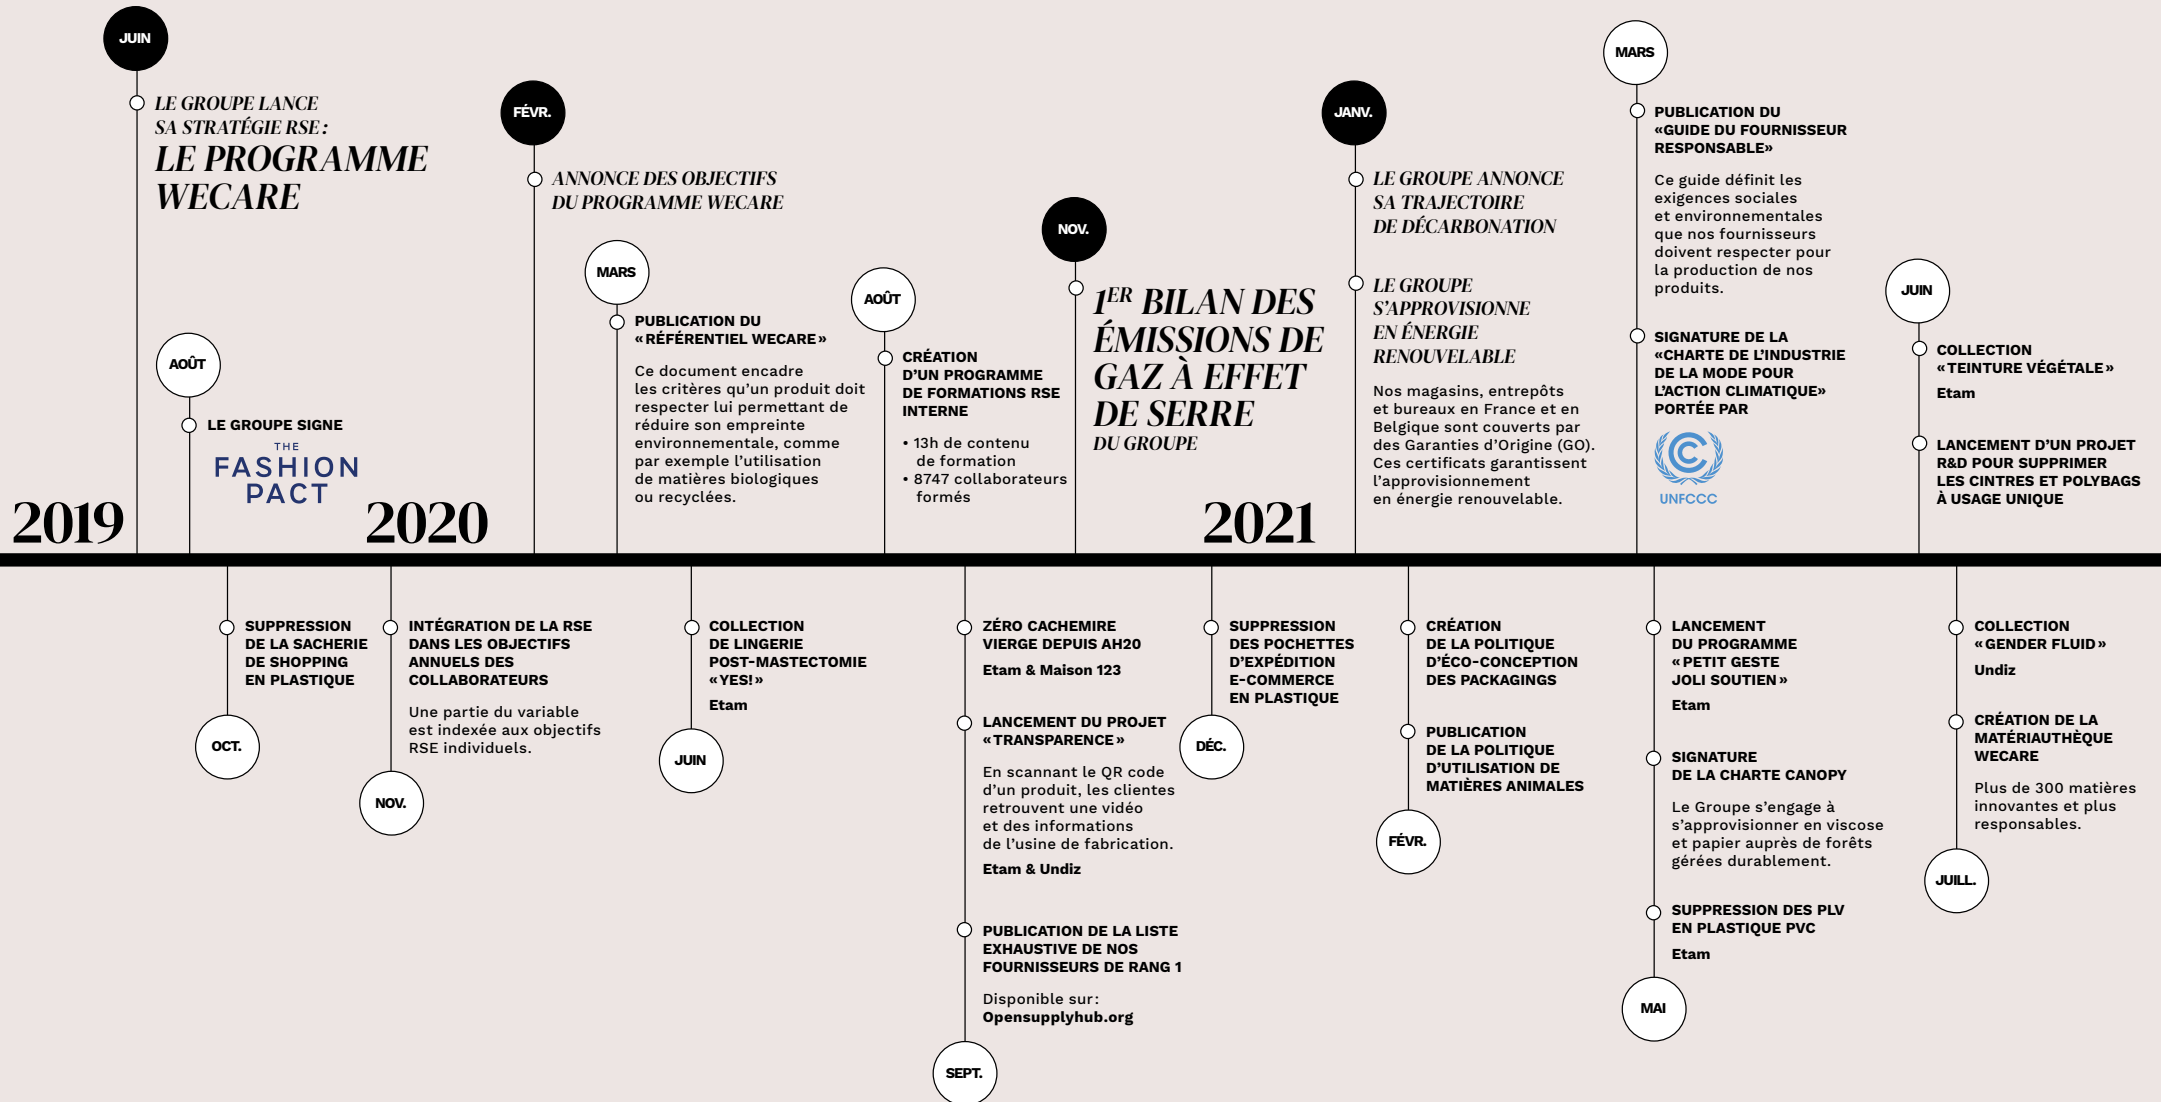 2019
JUIN
LE GROUPE LANCE
SA STRATÉGIE RSE :
LE PROGRAMME
WECARE
AOÛT
LE GROUPE SIGNE
THE
FASHION
PACT
SUPPRESSION
DE LA SACHERIE
DE SHOPPING
EN PLASTIQUE
OCT.
INTÉGRATION DE LA RSE
DANS LES OBJECTIFS
ANNUELS DES
COLLABORATEURS
Une partie du variable
est indexée aux objectifs
RSE individuels.
NOV.
2020
FÉVR.
ANNONCE DES OBJECTIFS
DU PROGRAMME WECARE
MARS
PUBLICATION DU
«RÉFÉRENTIEL WECARE»
Ce document encadre
les critères qu'un produit doit
respecter lui permettant de
réduire son empreinte
environnementale, comme
par exemple l'utilisation
de matières biologiques
ou recyclées.
COLLECTION
DE LINGERIE
POST-MASTECTOMIE
«YES!»
Etam
JUIN
AOÛT
CRÉATION
D'UN PROGRAMME
DE FORMATIONS RSE
INTERNE
• 13h de contenu
de formation
• 8747 collaborateurs
formés
ZÉRO CACHEMIRE
VIERGE DEPUIS AH20
Etam & Maison 123
LANCEMENT DU PROJET
«TRANSPARENCE»
En scannant le QR code
d'un produit, les clientes
retrouvent une vidéo
et des informations
de l'usine de fabrication.
Etam & Undiz
PUBLICATION DE LA LISTE
EXHAUSTIVE DE NOS
FOURNISSEURS DE RANG 1
Disponible sur :
Opensupplyhub.org
SEPT.
NOV.
1ER BILAN DES
ÉMISSIONS DE
GAZ À EFFET
DE SERRE
DU GROUPE
SUPPRESSION
DES POCHETTES
D'EXPÉDITION
E-COMMERCE
EN PLASTIQUE
DÉC.
2021
JANV.
LE GROUPE ANNONCE
SA TRAJECTOIRE
DE DÉCARBONATION
LE GROUPE
S'APPROVISIONNE
EN ÉNERGIE
RENOUVELABLE
Nos magasins, entrepôts
et bureaux en France et en
Belgique sont couverts par
des Garanties d'Origine (GO).
Ces certificats garantissent
l'approvisionnement
en énergie renouvelable.
CRÉATION
DE LA POLITIQUE
D'ÉCO-CONCEPTION
DES PACKAGINGS
PUBLICATION
DE LA POLITIQUE
D'UTILISATION DE
MATIÈRES ANIMALES
FÉVR.
MARS
PUBLICATION DU
«GUIDE DU FOURNISSEUR
RESPONSABLE»
Ce guide définit les
exigences sociales
et environnementales
que nos fournisseurs
doivent respecter pour
la production de nos
produits.
SIGNATURE DE LA
«CHARTE DE L'INDUSTRIE
DE LA MODE POUR
L'ACTION CLIMATIQUE»
PORTÉE PAR
UNFCCC
LANCEMENT
DU PROGRAMME
«PETIT GESTE
JOLI SOUTIEN»
Etam
SIGNATURE
DE LA CHARTE CANOPY
Le Groupe s'engage à
s'approvisionner en viscose
et papier auprès de forêts
gérées durablement.
SUPPRESSION DES PLV
EN PLASTIQUE PVC
Etam
MAI
JUIN
COLLECTION
«TEINTURE VÉGÉTALE»
Etam
LANCEMENT D'UN PROJET
R&D POUR SUPPRIMER
LES CINTRES ET POLYBAGS
À USAGE UNIQUE
COLLECTION
«GENDER FLUID»
Undiz
CRÉATION DE LA
MATÉRIAUTHÈQUE
WECARE
Plus de 300 matières
innovantes et plus
responsables.
JUILL.